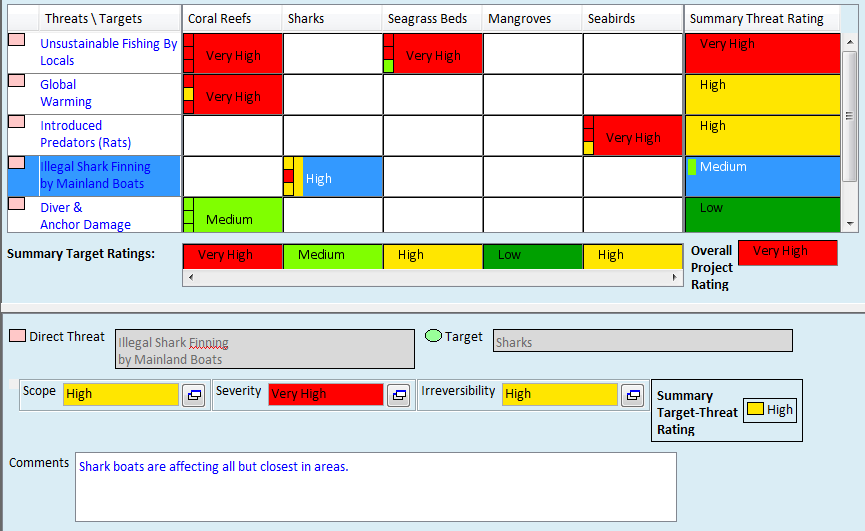 Threats \ Targets Coral Reefs Sharks Seagrass Beds Mangroves Seabirds Summary Threat Rating
Unsustainable Fishing By
Locals
Very High Very High Very High
Global
Warming
Very High High
Introduced
Predators (Rats)
Very High High
Illegal Shark Finning
by Mainland Boats
High Medium
Diver &
Anchor Damage
Medium Low
Summary Target Ratings: Very High Medium High Low High
Overall
Project
Rating
Very High
Direct Threat
Illegal Shark Finning
by Mainland Boats
Target Sharks
Scope High Severity Very High Irreversibility High
Summary
Target-Threat
Rating
High
Comments Shark boats are affecting all but closest in areas.